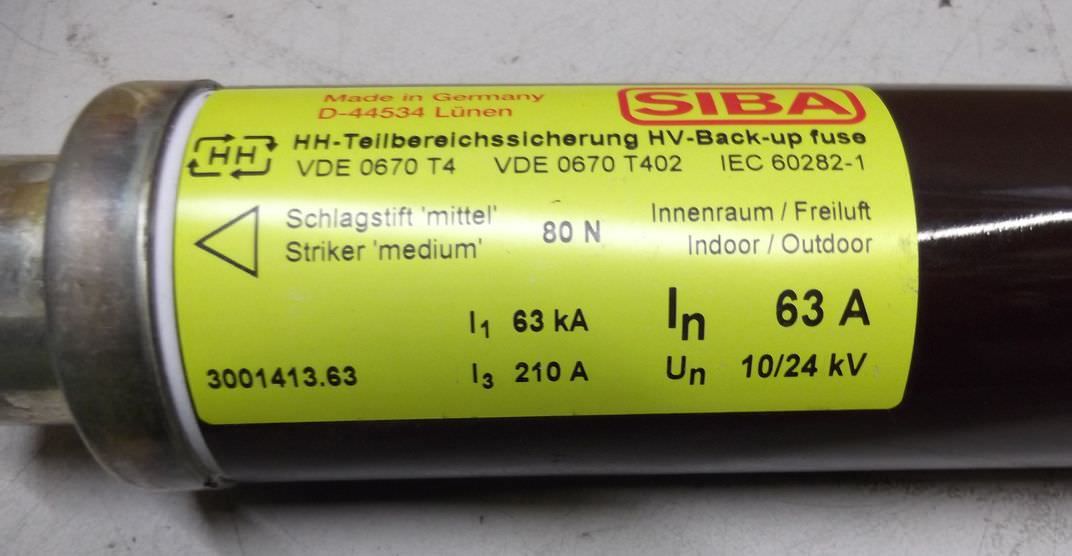 Made in Germany
D-44534 Lünen
SIBA
HH
HH-Teilbereichssicherung HV-Back-up fuse
VDE 0670 T4 VDE 0670 T402 IEC 60282-1
Schlagstift 'mittel' 80 N Innenraum / Freiluft
Striker 'medium' Indoor / Outdoor
I1 63 kA In 63 A
3001413.63 I3 210 A Un 10/24 kV